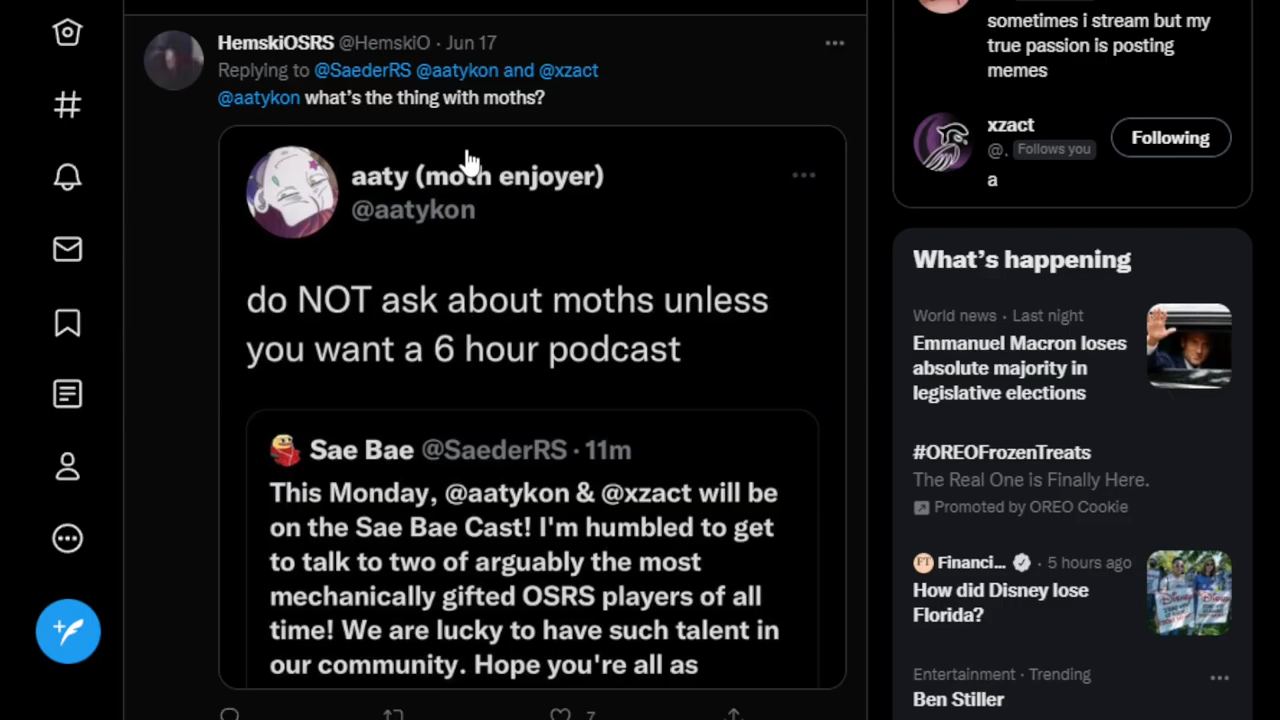 HemskiOSRS @HemskiO · Jun 17
Replying to @SaederRS @aatykon and @xzact
@aatykon what's the thing with moths?
aaty (moth enjoyer)
@aatykon
do NOT ask about moths unless
you want a 6 hour podcast
Sae Bae @SaederRS · 11m
This Monday, @aatykon & @xzact will be
on the Sae Bae Cast! I'm humbled to get
to talk to two of arguably the most
mechanically gifted OSRS players of all
time! We are lucky to have such talent in
our community. Hope you're all as
7
sometimes i stream but my
true passion is posting
memes
xzact
@. Follows you
Following
a
What's happening
World news · Last night
Emmanuel Macron loses
absolute majority in
legislative elections
#OREOFrozenTreats
The Real One is Finally Here.
Promoted by OREO Cookie
FT Financi... · 5 hours ago
How did Disney lose
Florida?
Entertainment · Trending
Ben Stiller